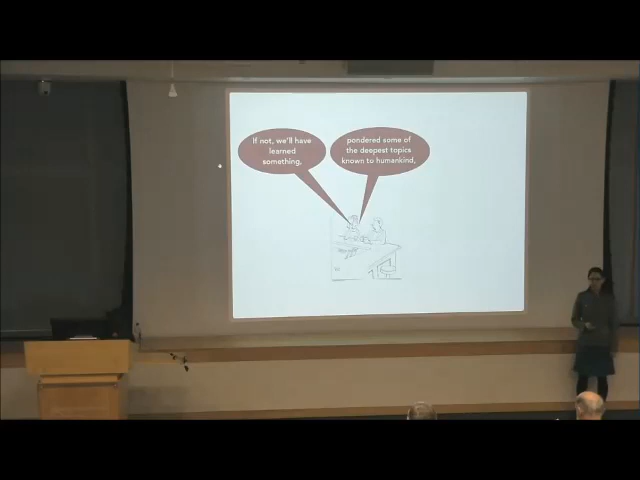 If not, we'll have
learned
something,
pondered some of
the deepest topics
known to humankind,